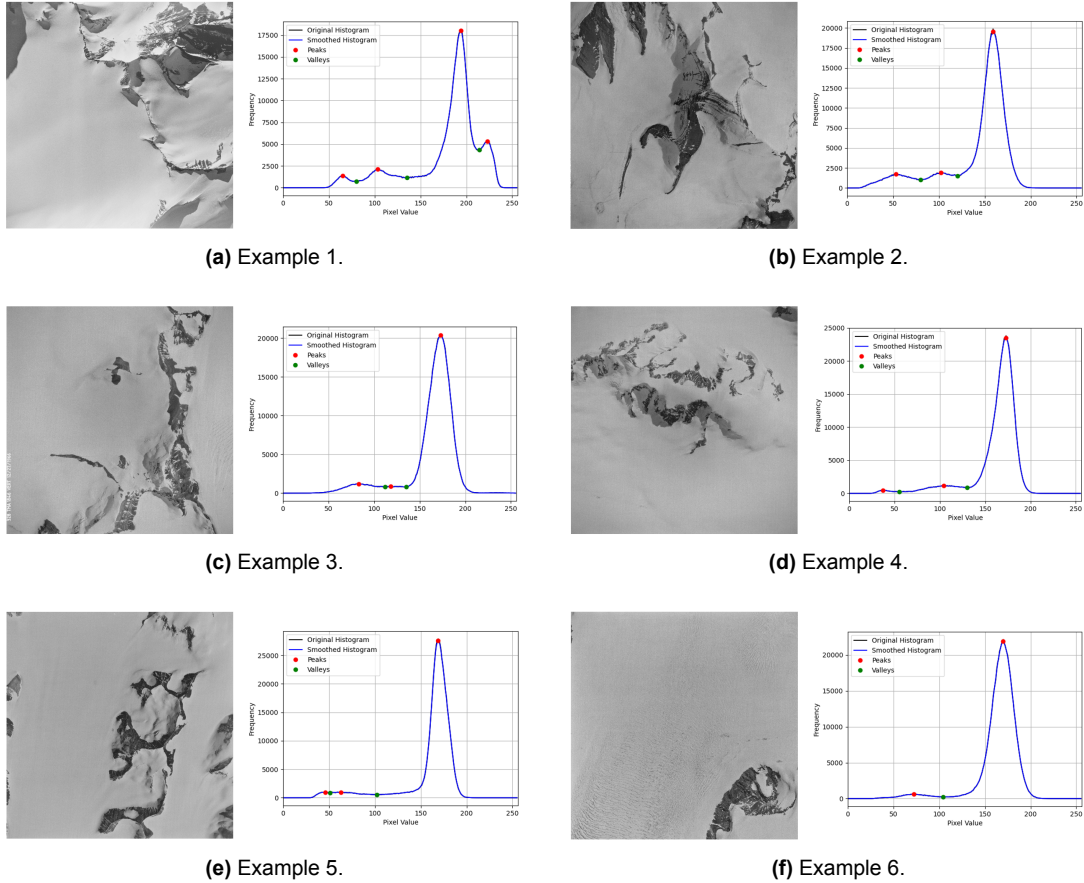 Original Histogram
Smoothed Histogram
Peaks
Valleys
17500
15000
12500
10000
7500
5000
2500
0
Frequency
0 50 100 150 200 250
Pixel Value
(a) Example 1.
Original Histogram
Smoothed Histogram
Peaks
Valleys
20000
17500
15000
12500
10000
7500
5000
2500
0
Frequency
0 50 100 150 200 250
Pixel Value
(b) Example 2.
Original Histogram
Smoothed Histogram
Peaks
Valleys
20000
15000
10000
5000
0
Frequency
0 50 100 150 200 250
Pixel Value
(c) Example 3.
Original Histogram
Smoothed Histogram
Peaks
Valleys
25000
20000
15000
10000
5000
0
Frequency
0 50 100 150 200 250
Pixel Value
(d) Example 4.
Original Histogram
Smoothed Histogram
Peaks
Valleys
25000
20000
15000
10000
5000
0
Frequency
0 50 100 150 200 250
Pixel Value
(e) Example 5.
Original Histogram
Smoothed Histogram
Peaks
Valleys
20000
15000
10000
5000
0
Frequency
0 50 100 150 200 250
Pixel Value
(f) Example 6.